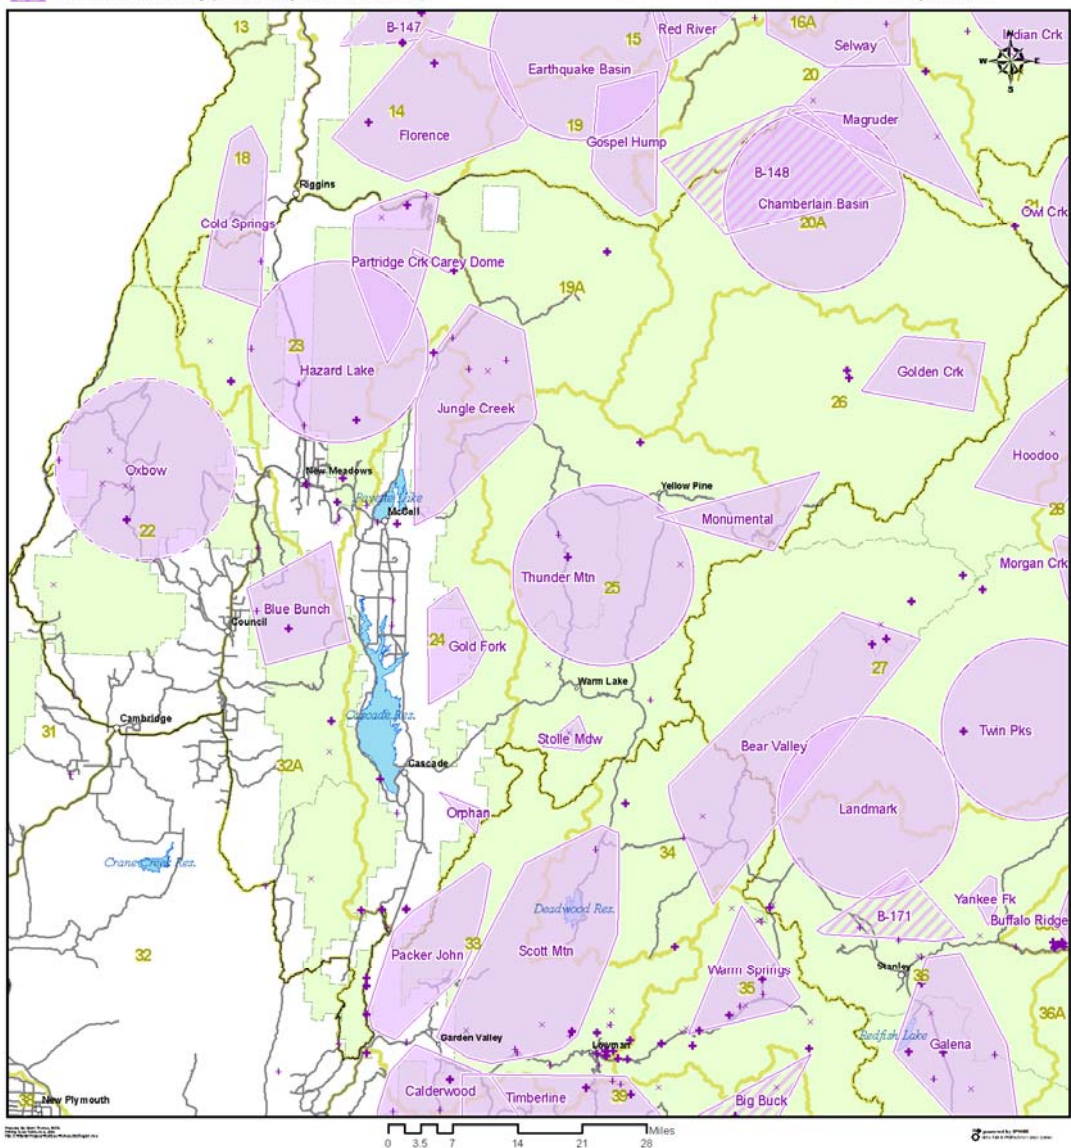 13
B-147
15
Red River
16A
Selway
Indian Crk
N
W
E
S
Earthquake Basin
20
14
19
Florence
Gospel Hump
Magruder
18
B-148
Riggins
Chamberlain Basin
20A
21
Owl Crk
Cold Springs
Partridge Crk
Carey Dome
19A
23
Hazard Lake
Golden Crk
26
Jungle Creek
Hoodoo
Oxbow
New Meadows
Yellow Pine
Payette Lake
McCall
28
22
Monumental
Morgan Crk
Thunder Mtn
25
Blue Bunch
Council
24
Gold Fork
27
Warm Lake
Cascade Res.
Cambridge
31
Stolle Mdw
Bear Valley
Twin Pks
32A
Cascade
Orphan
Landmark
Crane Creek Res.
34
Yankee Fk
Deadwood Res.
B-171
Buffalo Ridge
33
Packer John
Scott Mtn
32
Warm Springs
Stanley
36
35
36A
Redfish Lake
Garden Valley
Lowman
Galena
Calderwood
Timberline
39
Big Buck
38
New Plymouth
Miles
0
3.5
7
14
21
28